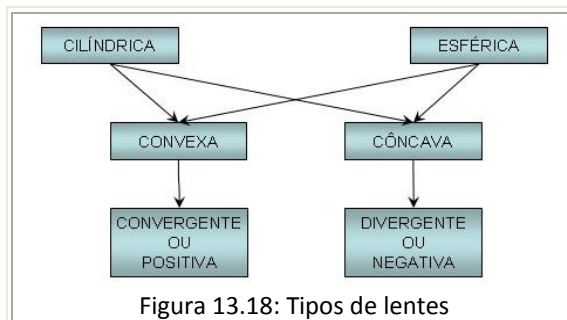 CILÍNDRICA
ESFÉRICA
CONVEXA
CÔNCAVA
CONVERGENTE
OU
POSITIVA
DIVERGENTE
OU
NEGATIVA
Figura 13.18: Tipos de lentes